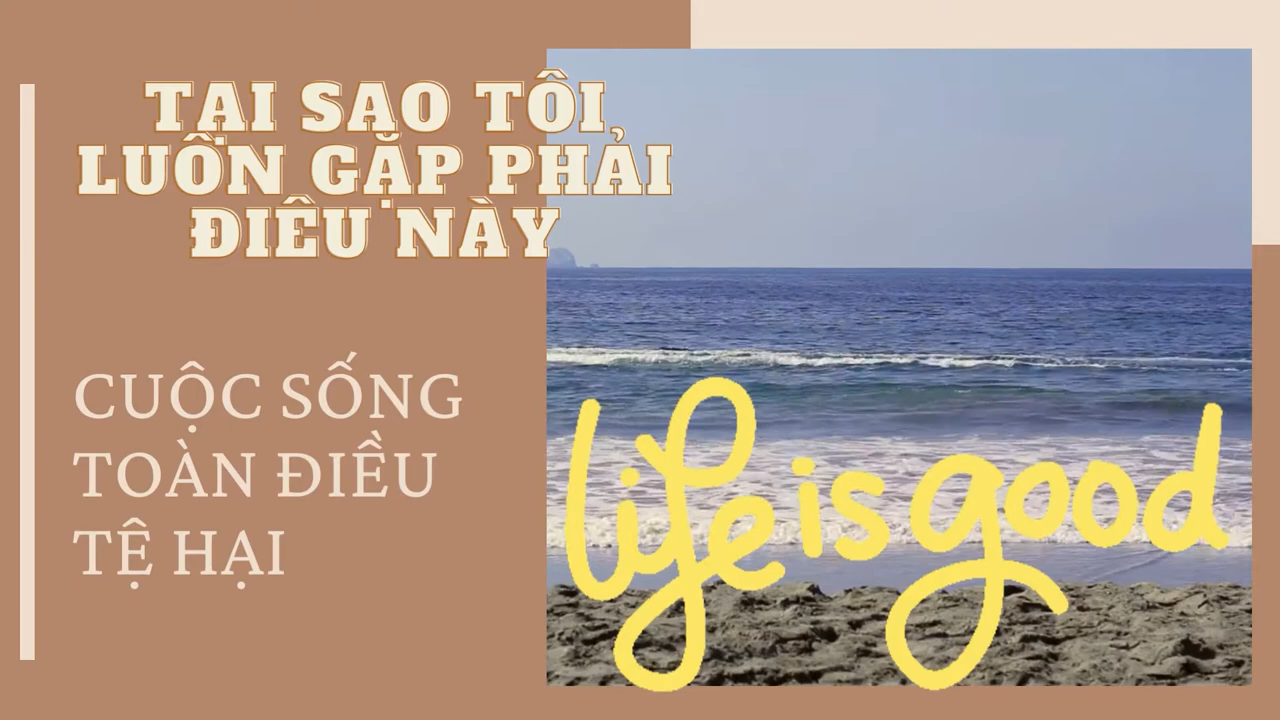 TẠI SAO TÔI
LUÔN GẶP PHẢI
ĐIỀU NÀY
CUỘC SỐNG
TOÀN ĐIỀU
TỆ HẠI
life is good